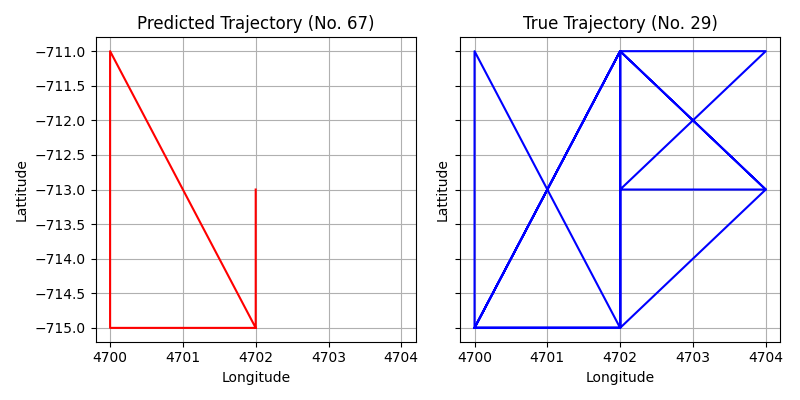 Predicted Trajectory (No. 67)
−711.0
−711.5
−712.0
−712.5
−713.0
−713.5
−714.0
−714.5
−715.0
Lattitude
4700 4701 4702 4703 4704
Longitude
True Trajectory (No. 29)
Lattitude
4700 4701 4702 4703 4704
Longitude